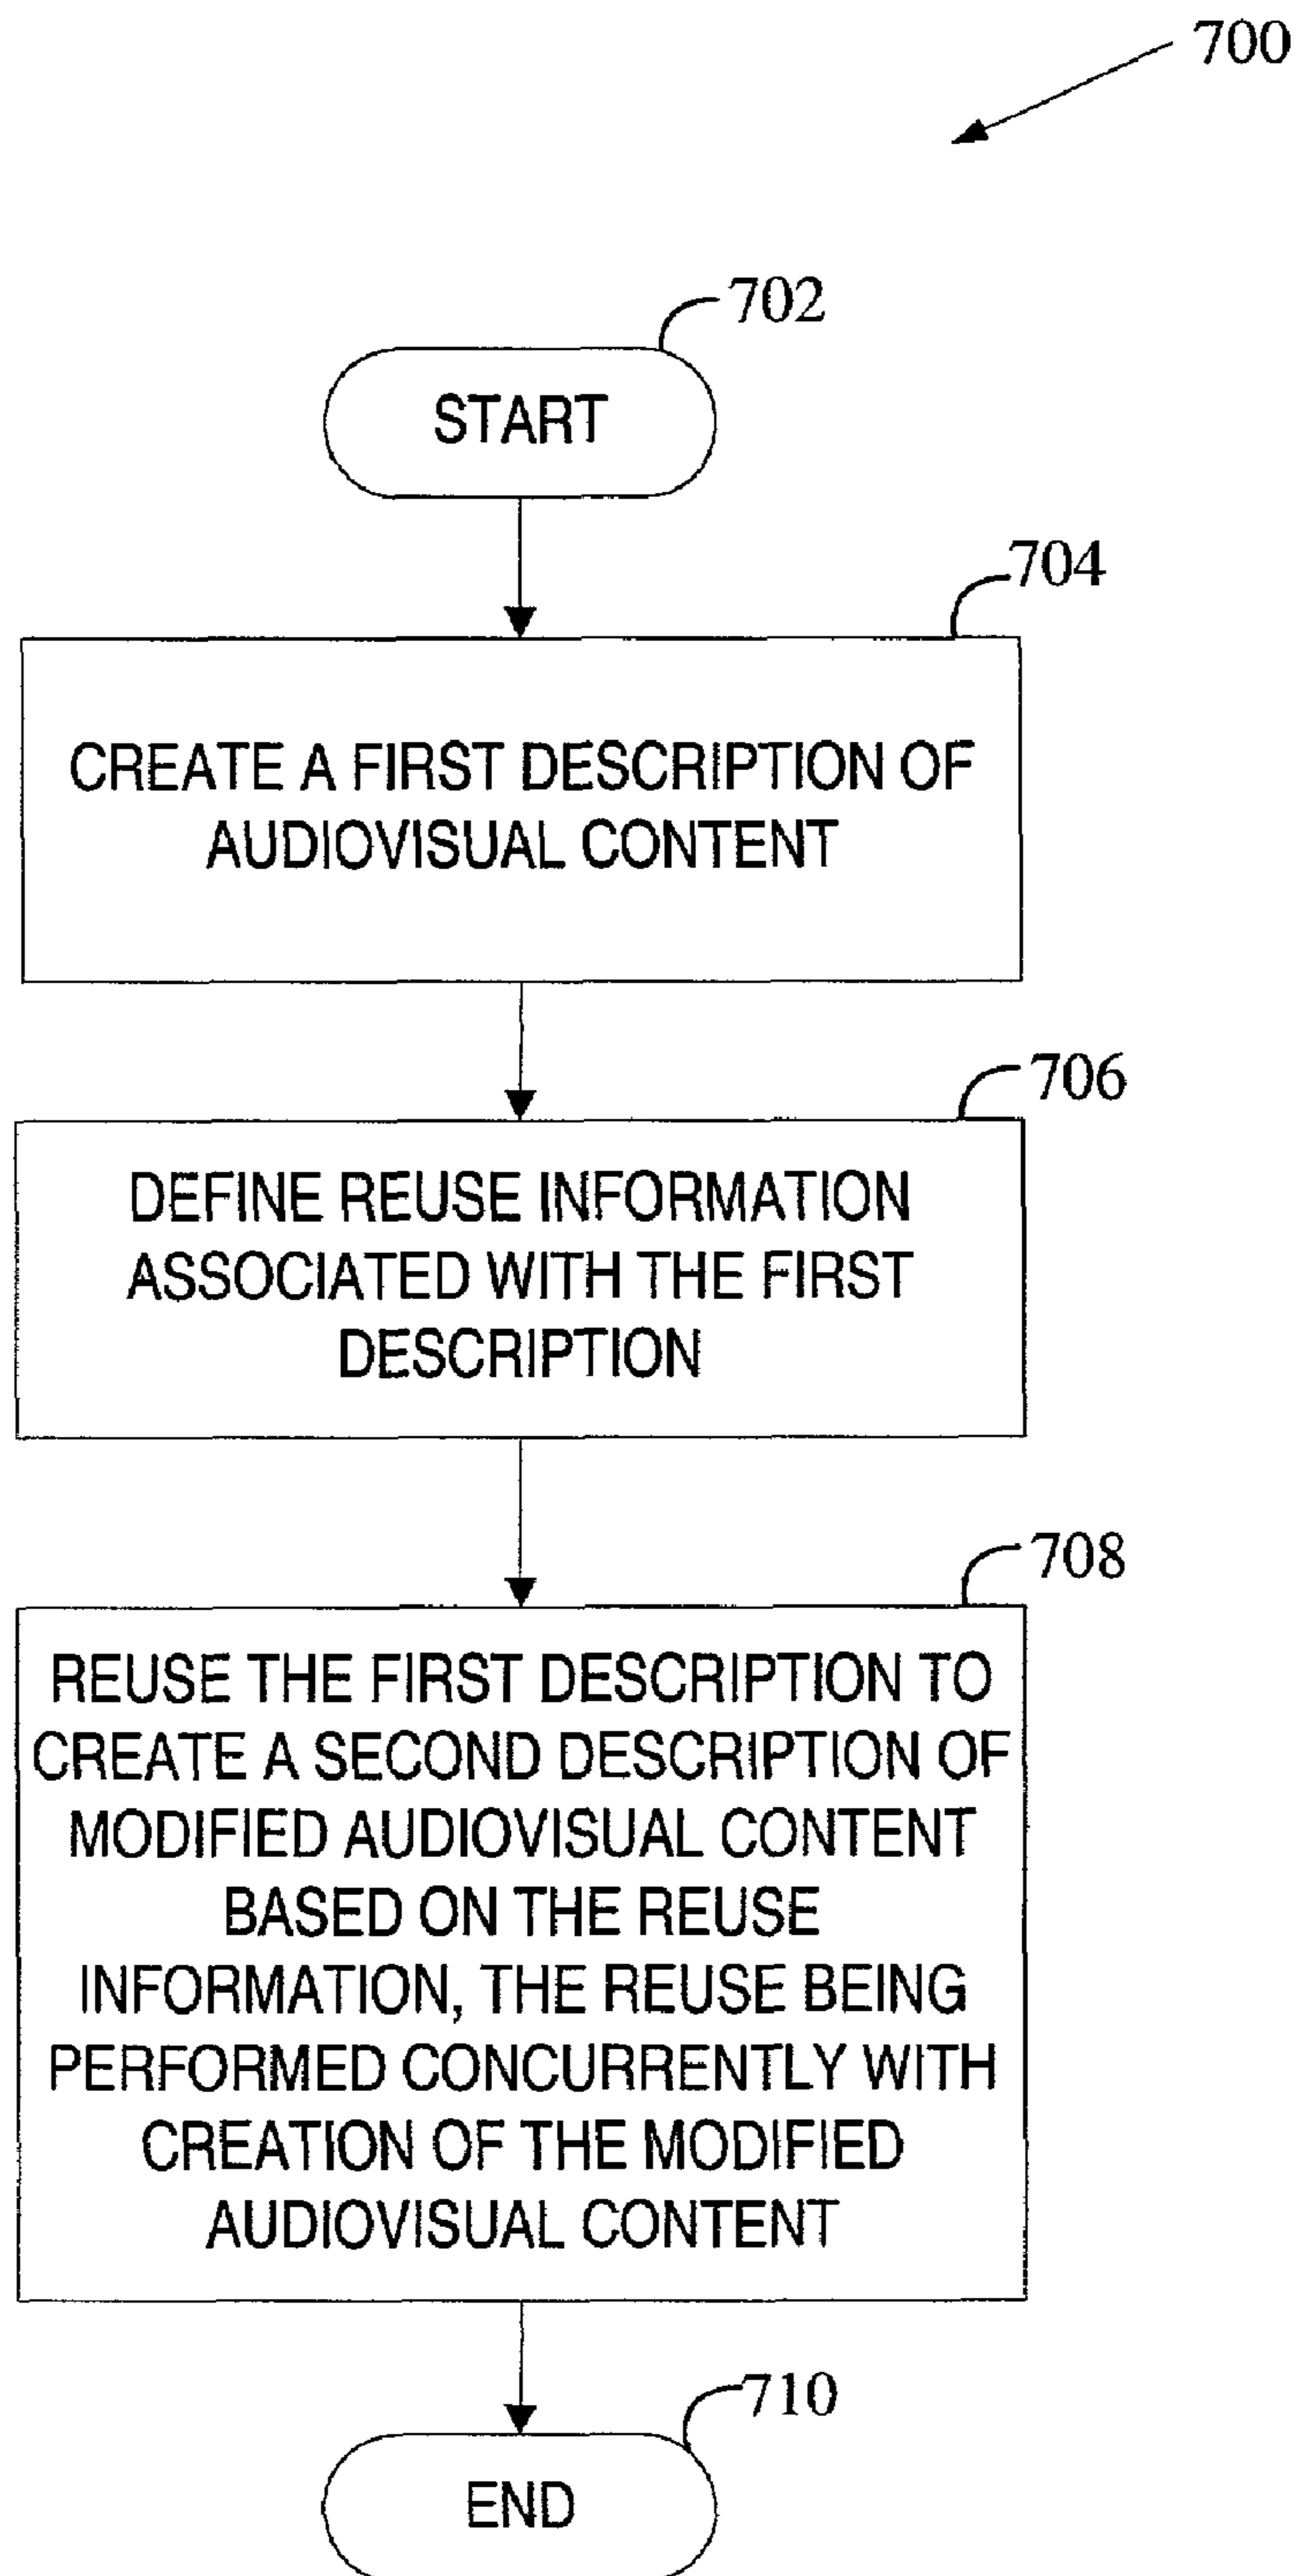 700
702
START
704
CREATE A FIRST DESCRIPTION OF
AUDIOVISUAL CONTENT
706
DEFINE REUSE INFORMATION
ASSOCIATED WITH THE FIRST
DESCRIPTION
708
REUSE THE FIRST DESCRIPTION TO
CREATE A SECOND DESCRIPTION OF
MODIFIED AUDIOVISUAL CONTENT
BASED ON THE REUSE
INFORMATION, THE REUSE BEING
PERFORMED CONCURRENTLY WITH
CREATION OF THE MODIFIED
AUDIOVISUAL CONTENT
710
END